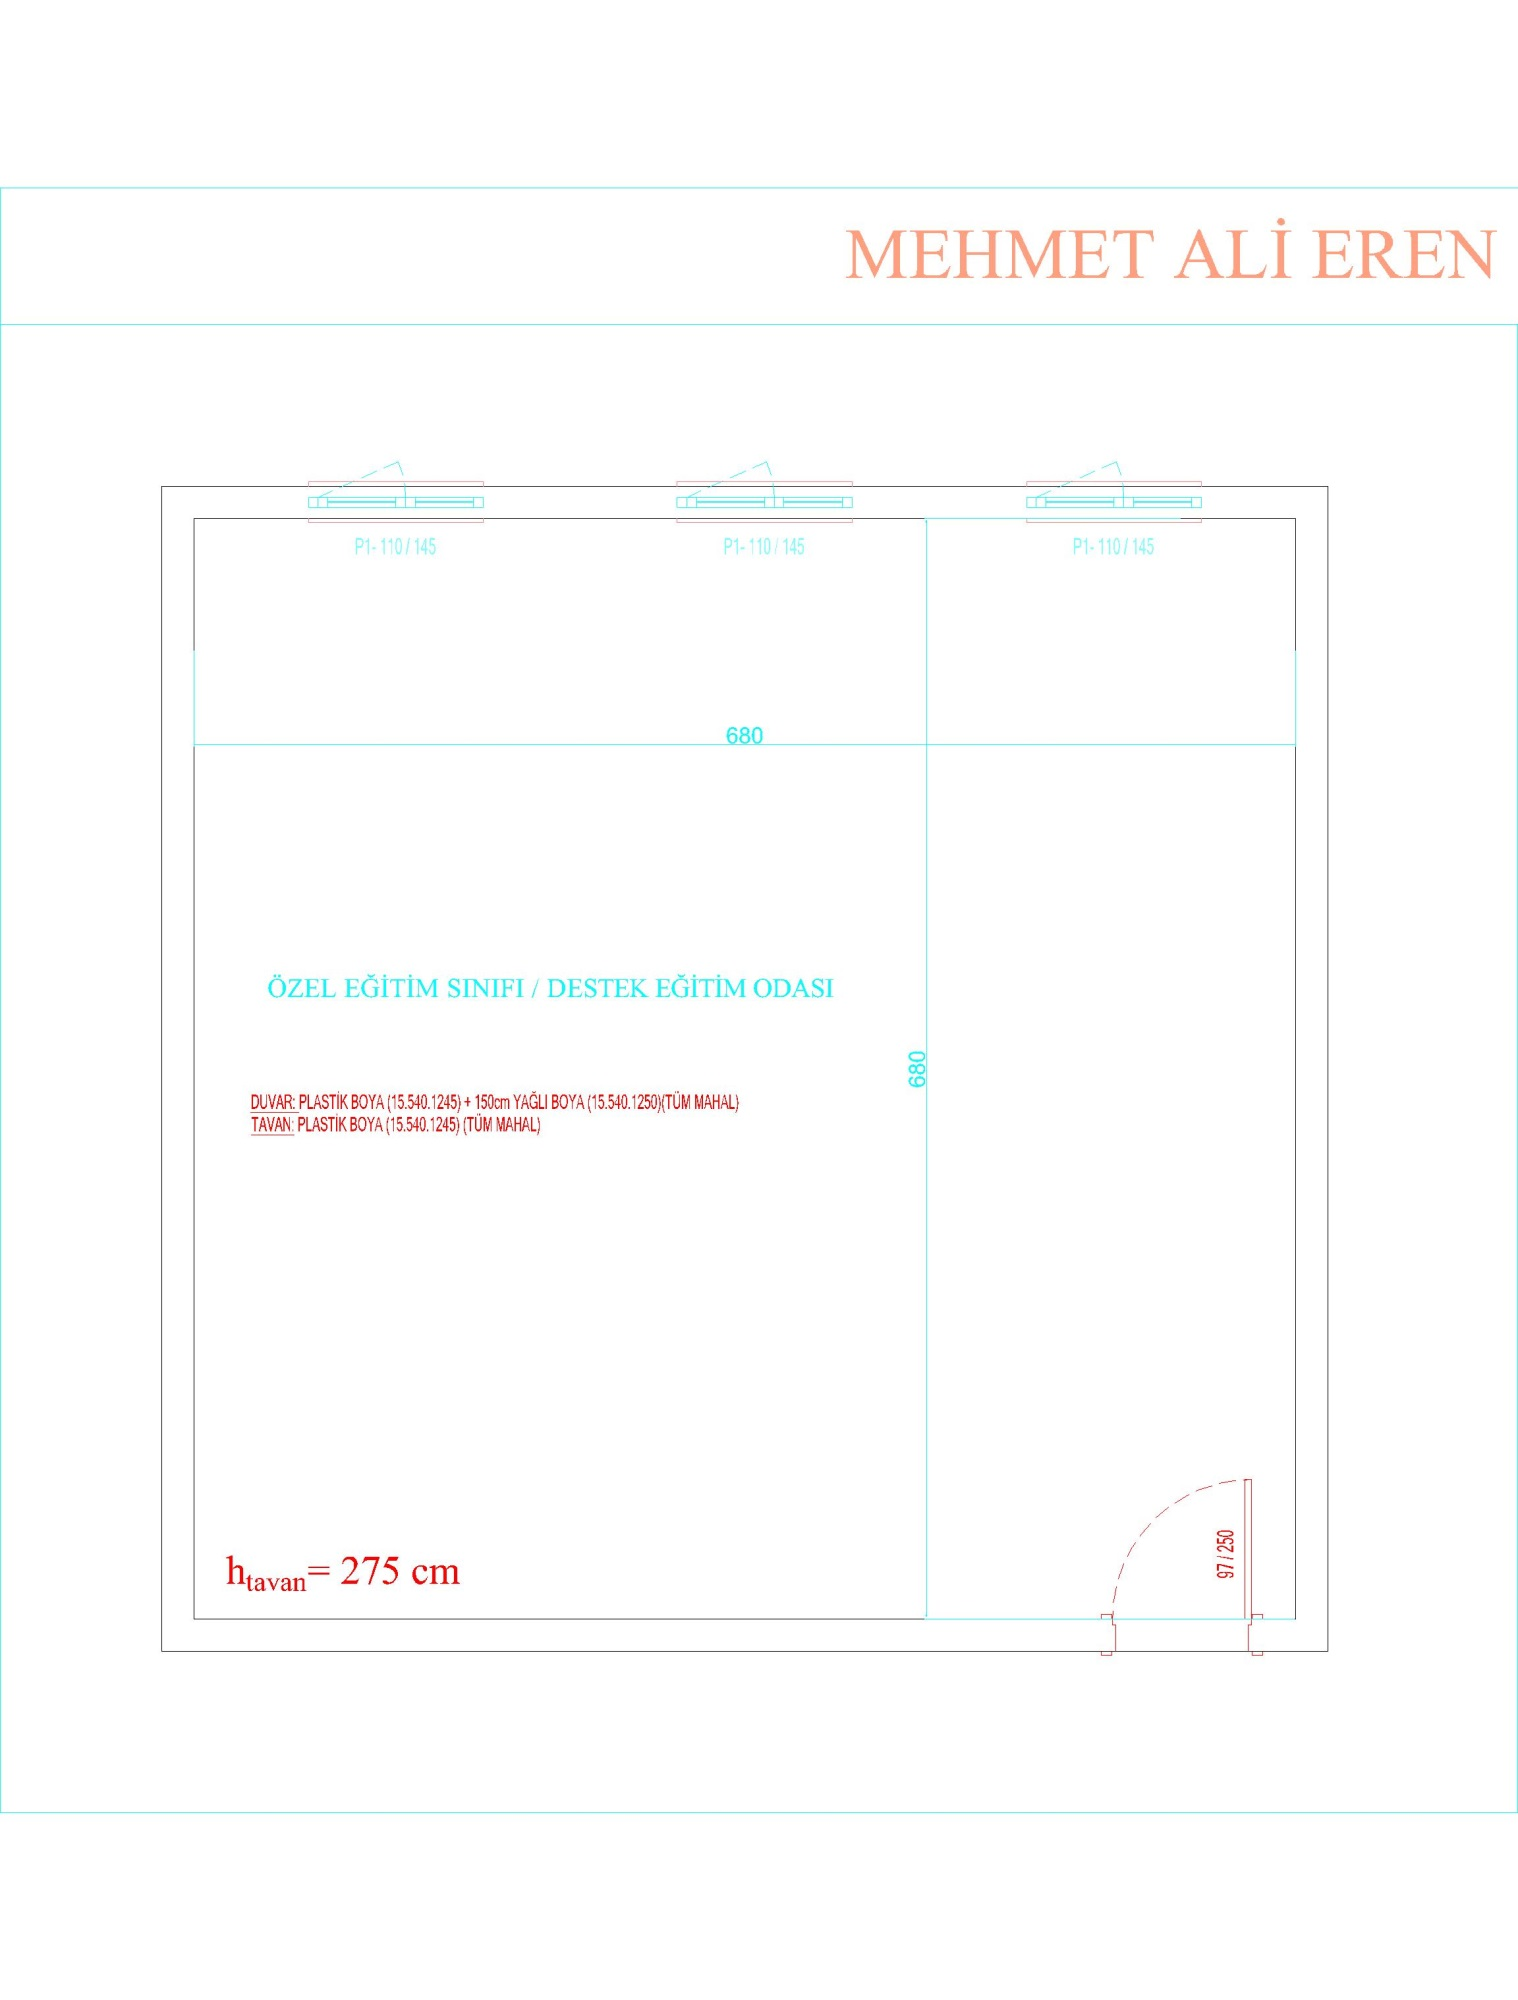 MEHMET ALİ EREN
P1- 110 / 145
P1- 110 / 145
P1- 110 / 145
680
ÖZEL EĞİTİM SINIFI / DESTEK EĞİTİM ODASI
680
DUVAR: PLASTİK BOYA (15.540.1245) + 150cm YAĞLI BOYA (15.540.1250)(TÜM MAHAL)
TAVAN: PLASTİK BOYA (15.540.1245) (TÜM MAHAL)
97 / 250
htavan= 275 cm